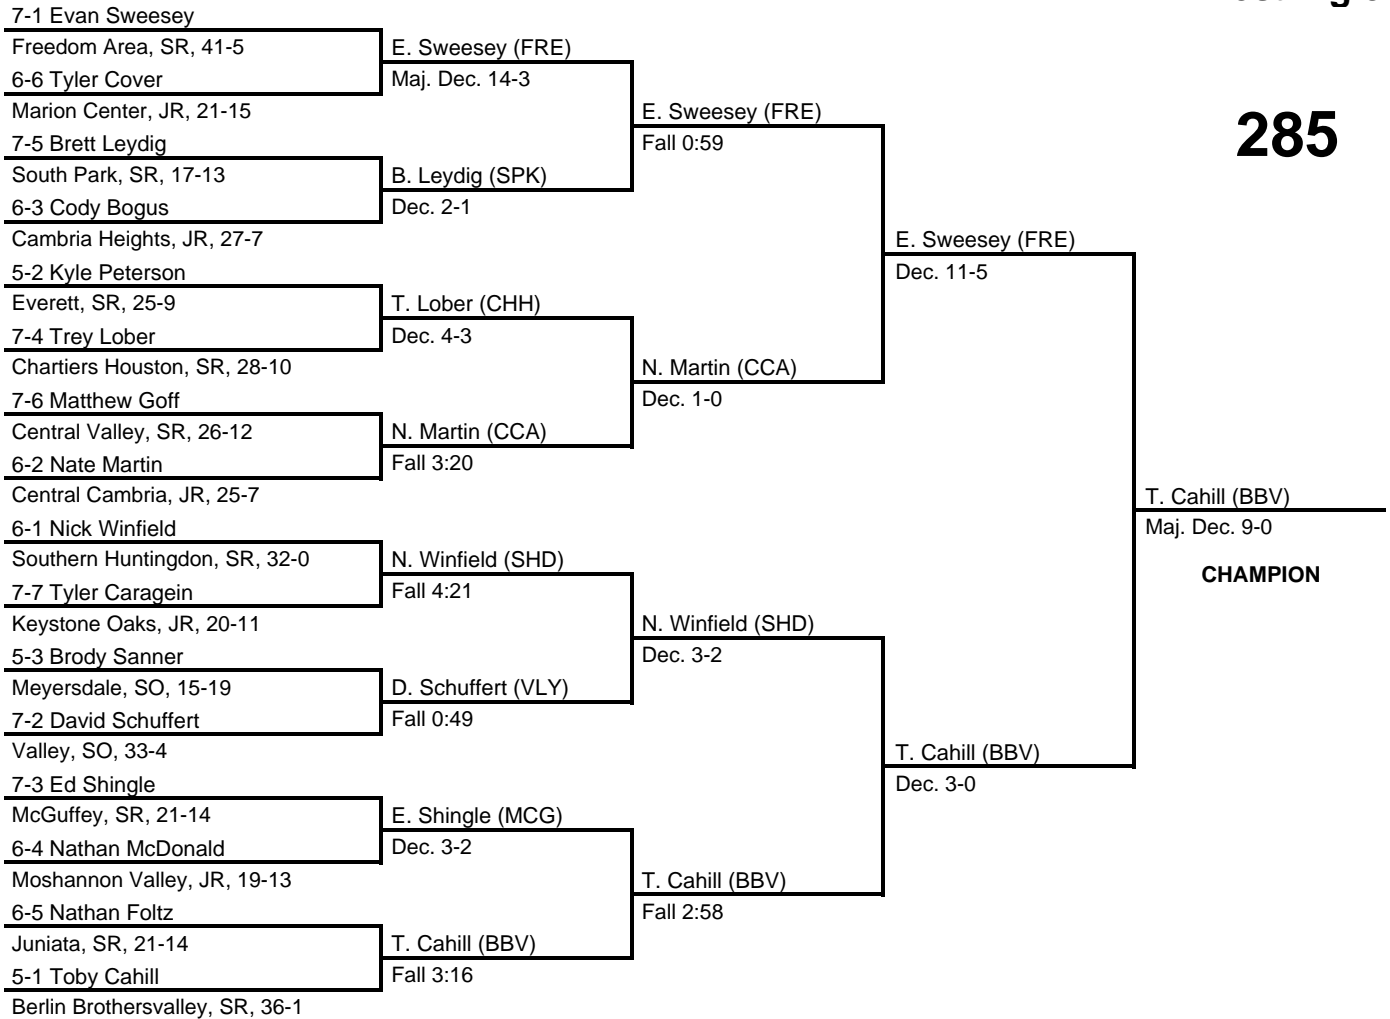 7-1 Evan Sweesey
Freedom Area, SR, 41-5
6-6 Tyler Cover
Marion Center, JR, 21-15
7-5 Brett Leydig
South Park, SR, 17-13
6-3 Cody Bogus
Cambria Heights, JR, 27-7
5-2 Kyle Peterson
Everett, SR, 25-9
7-4 Trey Lober
Chartiers Houston, SR, 28-10
7-6 Matthew Goff
Central Valley, SR, 26-12
6-2 Nate Martin
Central Cambria, JR, 25-7
6-1 Nick Winfield
Southern Huntingdon, SR, 32-0
7-7 Tyler Caragein
Keystone Oaks, JR, 20-11
5-3 Brody Sanner
Meyersdale, SO, 15-19
7-2 David Schuffert
Valley, SO, 33-4
7-3 Ed Shingle
McGuffey, SR, 21-14
6-4 Nathan McDonald
Moshannon Valley, JR, 19-13
6-5 Nathan Foltz
Juniata, SR, 21-14
5-1 Toby Cahill
Berlin Brothersvalley, SR, 36-1
E. Sweesey (FRE)
Maj. Dec. 14-3
B. Leydig (SPK)
Dec. 2-1
T. Lober (CHH)
Dec. 4-3
N. Martin (CCA)
Fall 3:20
N. Winfield (SHD)
Fall 4:21
D. Schuffert (VLY)
Fall 0:49
E. Shingle (MCG)
Dec. 3-2
T. Cahill (BBV)
Fall 3:16
E. Sweesey (FRE)
Fall 0:59
N. Martin (CCA)
Dec. 1-0
N. Winfield (SHD)
Dec. 3-2
T. Cahill (BBV)
Fall 2:58
E. Sweesey (FRE)
Dec. 11-5
T. Cahill (BBV)
Dec. 3-0
285
T. Cahill (BBV)
Maj. Dec. 9-0
CHAMPION